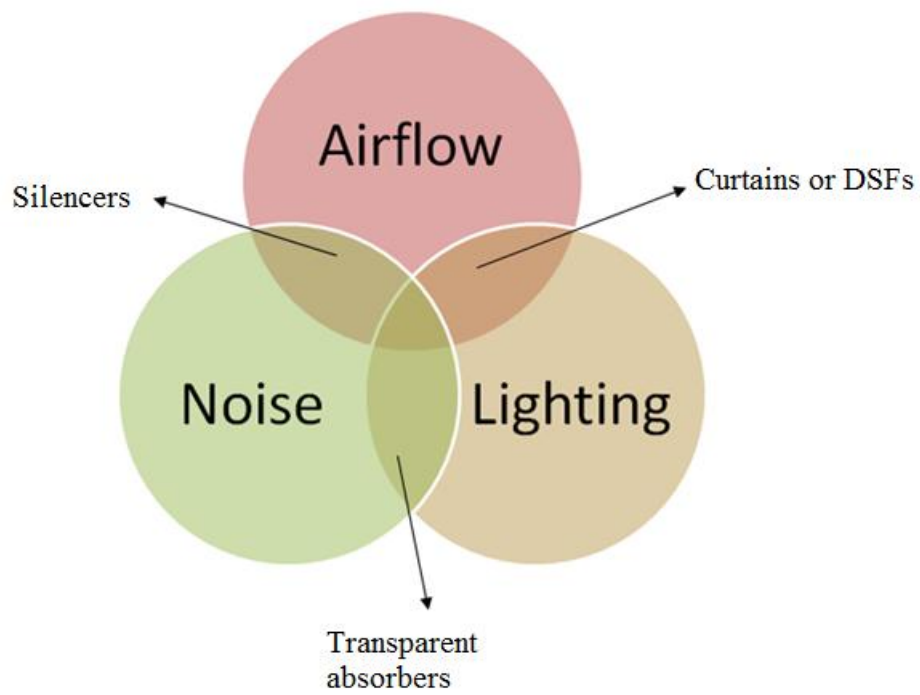 Airflow
Silencers
Curtains or DSFs
Noise
Lighting
Transparent
absorbers